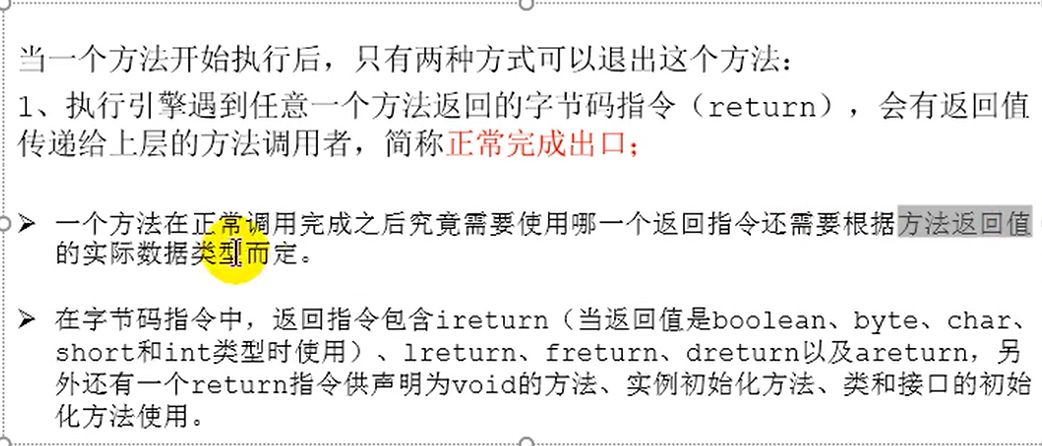 当一个方法开始执行后，只有两种方式可以退出这个方法：
1、执行引擎遇到任意一个方法返回的字节码指令（return），会有返回值
传递给上层的方法调用者，简称正常完成出口；
➢ 一个方法在正常调用完成之后究竟需要使用哪一个返回指令还需要根据方法返回值
的实际数据类型而定。
➢ 在字节码指令中，返回指令包含ireturn（当返回值是boolean、byte、char、
short和int类型时使用）、lreturn、freturn、dreturn以及areturn，另
外还有一个return指令供声明为void的方法、实例初始化方法、类和接口的初始
化方法使用。